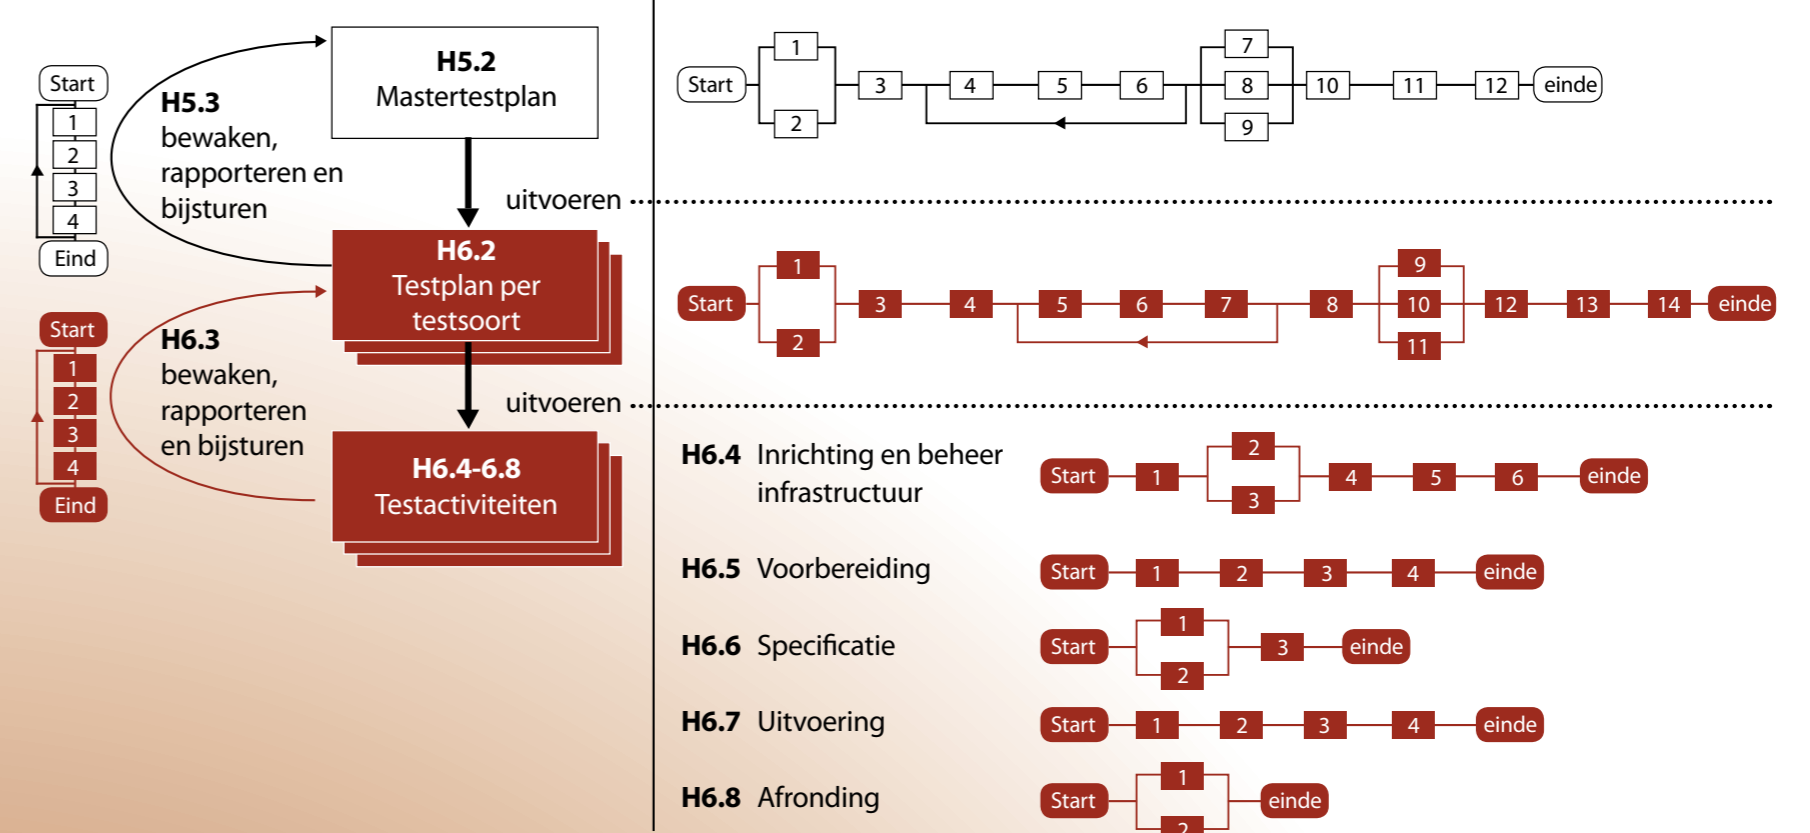 Start
1
2
3
4
Eind
H5.3
bewaken,
rapporteren en
bijsturen
H5.2
Mastertestplan
uitvoeren
H6.2
Testplan per
testsoort
Start
1
2
3
4
Eind
H6.3
bewaken,
rapporteren
en bijsturen
uitvoeren
H6.4-6.8
Testactiviteiten
Start 1 2 3 4 5 6 7 8 9 10 11 12 einde
Start 1 2 3 4 5 6 7 8 9 10 11 12 13 14 einde
H6.4 Inrichting en beheer
infrastructuur
Start 1 2 3 4 5 6 einde
H6.5 Voorbereiding Start 1 2 3 4 einde
H6.6 Specificatie Start 1 2 3 einde
H6.7 Uitvoering Start 1 2 3 4 einde
H6.8 Afronding Start 1 2 einde